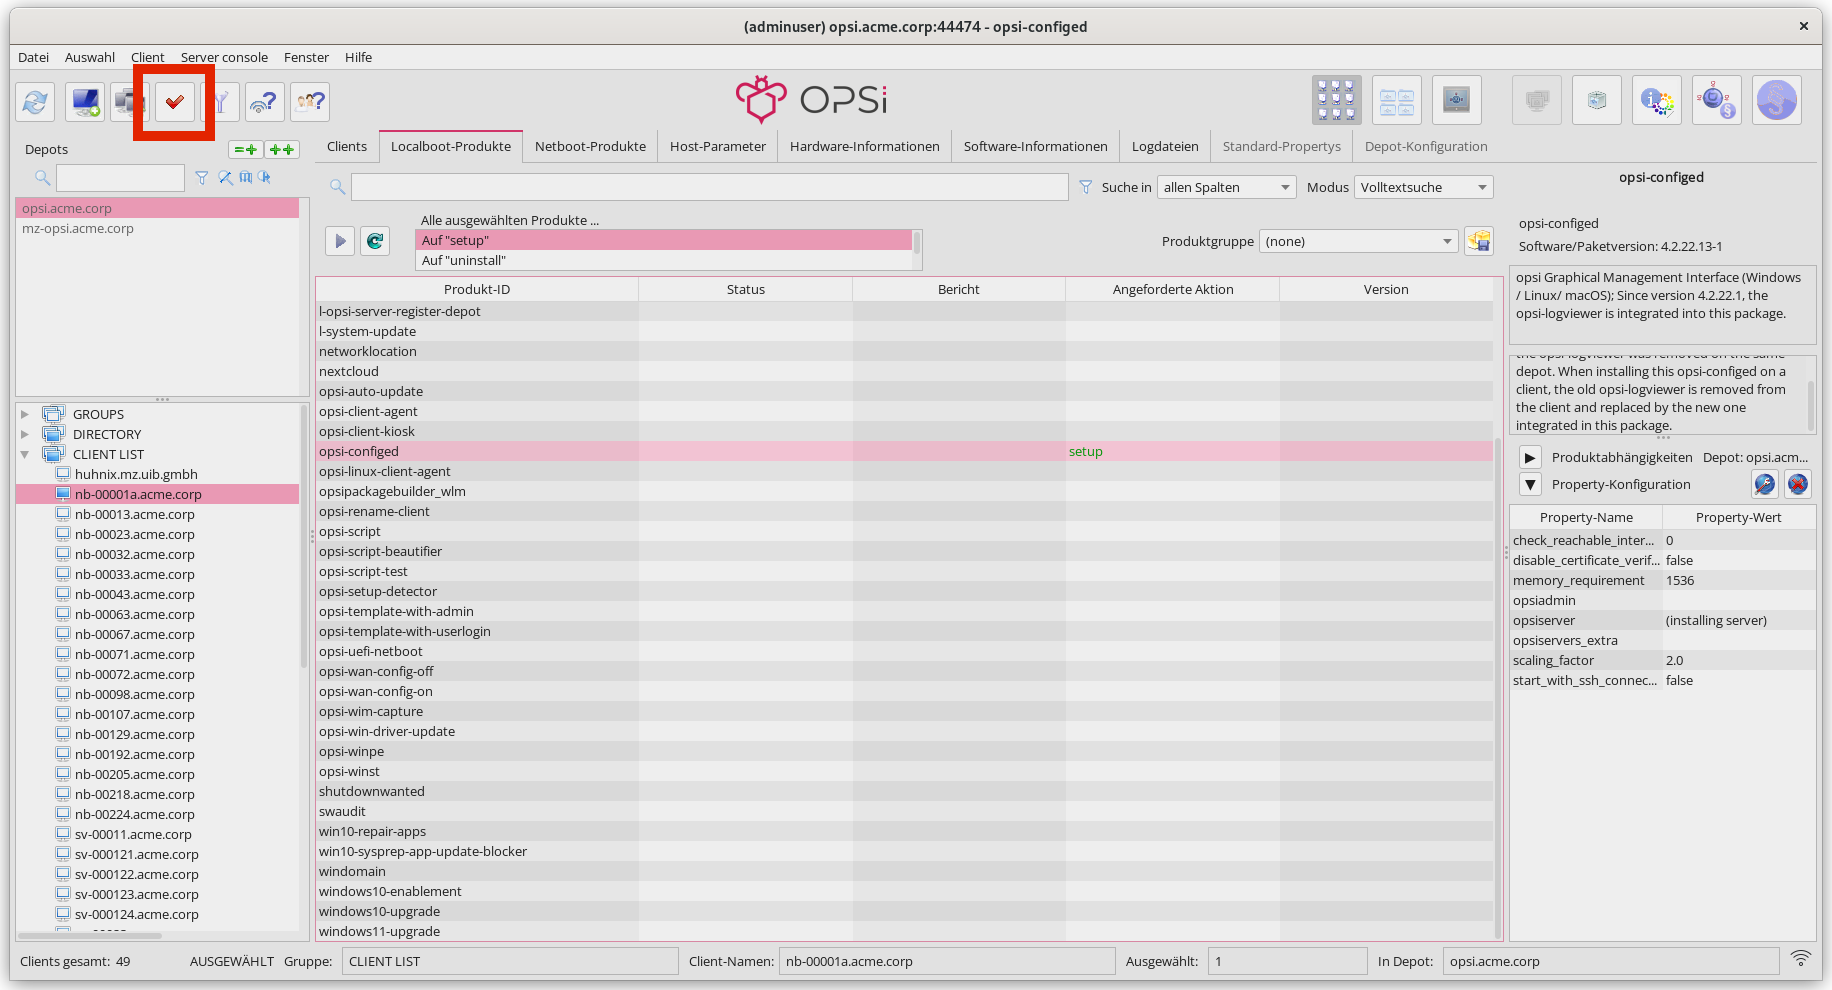 (adminuser) opsi.acme.corp:44474 - opsi-configed
Datei Auswahl Client Server console Fenster Hilfe
OPSi
Depots
opsi.acme.corp
mz-opsi.acme.corp
GROUPS
DIRECTORY
CLIENT LIST
huhnix.mz.uib.gmbh
nb-00001a.acme.corp
nb-00013.acme.corp
nb-00023.acme.corp
nb-00032.acme.corp
nb-00033.acme.corp
nb-00043.acme.corp
nb-00063.acme.corp
nb-00067.acme.corp
nb-00071.acme.corp
nb-00072.acme.corp
nb-00098.acme.corp
nb-00107.acme.corp
nb-00129.acme.corp
nb-00192.acme.corp
nb-00205.acme.corp
nb-00218.acme.corp
nb-00224.acme.corp
sv-00011.acme.corp
sv-000121.acme.corp
sv-000122.acme.corp
sv-000123.acme.corp
sv-000124.acme.corp
Clients Localboot-Produkte Netboot-Produkte Host-Parameter Hardware-Informationen Software-Informationen Logdateien Standard-Propertys Depot-Konfiguration
Suche in allen Spalten Modus Volltextsuche
Alle ausgewählten Produkte ...
Auf "setup"
Auf "uninstall"
Produktgruppe (none)
Produkt-ID Status Bericht Angeforderte Aktion Version
l-opsi-server-register-depot
l-system-update
networklocation
nextcloud
opsi-auto-update
opsi-client-agent
opsi-client-kiosk
opsi-configed setup
opsi-linux-client-agent
opsipackagebuilder_wlm
opsi-rename-client
opsi-script
opsi-script-beautifier
opsi-script-test
opsi-setup-detector
opsi-template-with-admin
opsi-template-with-userlogin
opsi-uefi-netboot
opsi-wan-config-off
opsi-wan-config-on
opsi-wim-capture
opsi-win-driver-update
opsi-winpe
opsi-winst
shutdownwanted
swaudit
win10-repair-apps
win10-sysprep-app-update-blocker
windomain
windows10-enablement
windows10-upgrade
windows11-upgrade
opsi-configed
opsi-configed
Software/Paketversion: 4.2.22.13-1
opsi Graphical Management Interface (Windows
/ Linux/ macOS); Since version 4.2.22.1, the
opsi-logviewer is integrated into this package.
the opsi-logviewer was removed on the same
depot. When installing this opsi-configed on a
client, the old opsi-logviewer is removed from
the client and replaced by the new one
integrated in this package.
Produktabhängigkeiten Depot: opsi.acm...
Property-Konfiguration
Property-Name Property-Wert
check_reachable_inter... 0
disable_certificate_verif... false
memory_requirement 1536
opsiadmin
opsiserver (installing server)
opsiservers_extra
scaling_factor 2.0
start_with_ssh_connec... false
Clients gesamt: 49 AUSGEWÄHLT Gruppe: CLIENT LIST Client-Namen: nb-00001a.acme.corp Ausgewählt: 1 In Depot: opsi.acme.corp